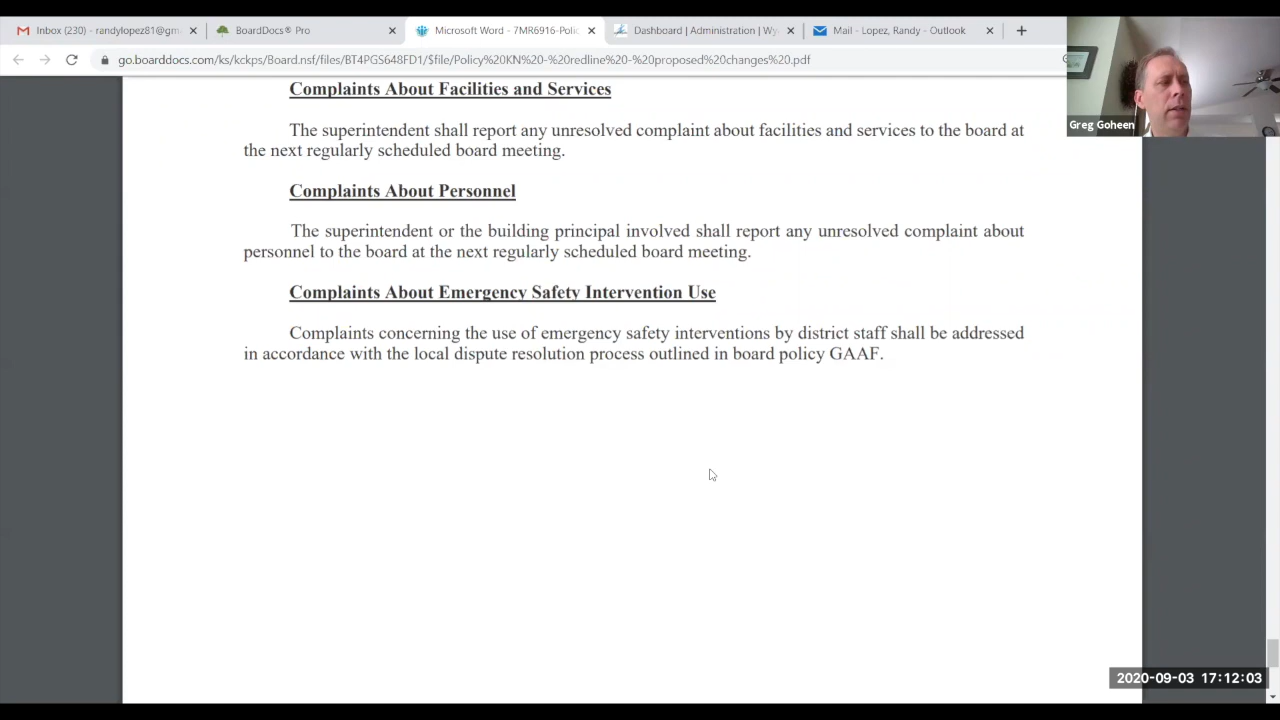 Inbox (230) - randylopez81@gm
BoardDocs® Pro
Microsoft Word - 7MR6916-Polic
Dashboard | Administration | Wy
Mail - Lopez, Randy - Outlook
go.boarddocs.com/ks/kckps/Board.nsf/files/BT4PGS648FD1/$file/Policy%20KN%20-%20redline%20-%20proposed%20changes%20.pdf
Greg Goheen
Complaints About Facilities and Services
The superintendent shall report any unresolved complaint about facilities and services to the board at
the next regularly scheduled board meeting.
Complaints About Personnel
The superintendent or the building principal involved shall report any unresolved complaint about
personnel to the board at the next regularly scheduled board meeting.
Complaints About Emergency Safety Intervention Use
Complaints concerning the use of emergency safety interventions by district staff shall be addressed
in accordance with the local dispute resolution process outlined in board policy GAAF.
2020-09-03 17:12:03